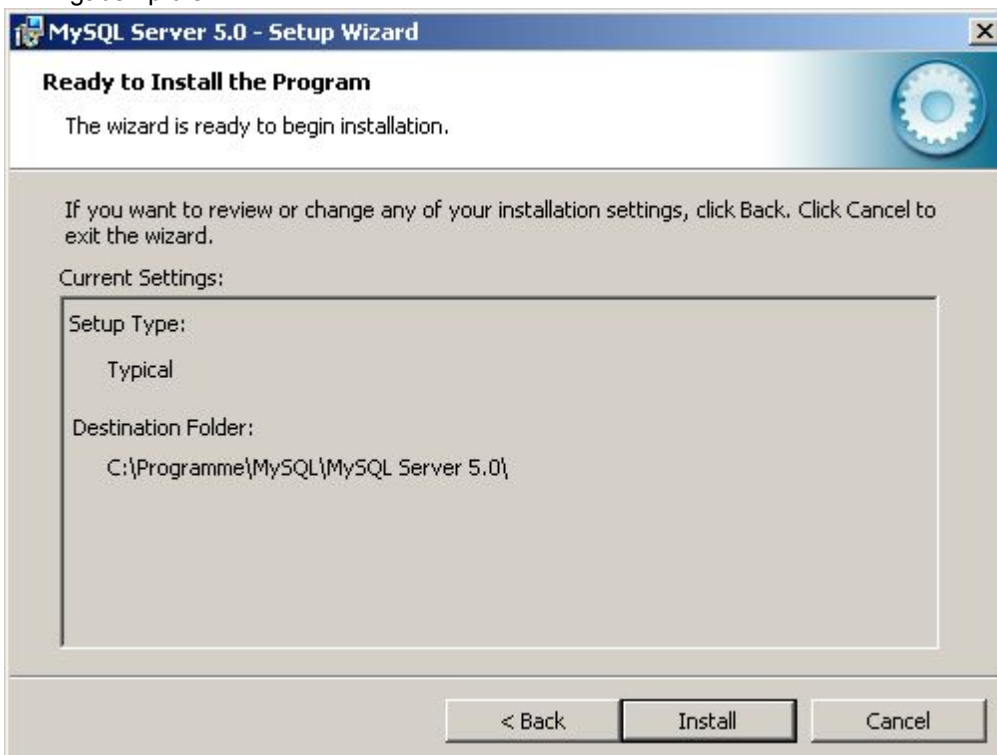 MySQL Server 5.0 - Setup Wizard
Ready to Install the Program
The wizard is ready to begin installation.
If you want to review or change any of your installation settings, click Back. Click Cancel to
exit the wizard.
Current Settings:
Setup Type:
Typical
Destination Folder:
C:\Programme\MySQL\MySQL Server 5.0\
< Back
Install
Cancel